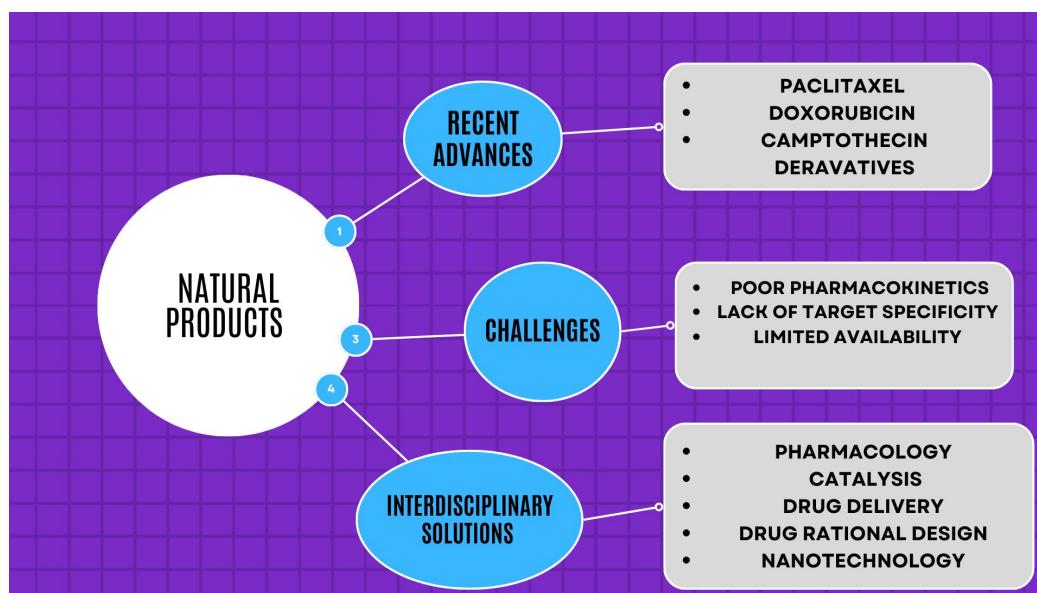 NATURAL
PRODUCTS
1
RECENT
ADVANCES
• PACLITAXEL
• DOXORUBICIN
• CAMPTOTHECIN
DERAVATIVES
3
CHALLENGES
• POOR PHARMACOKINETICS
• LACK OF TARGET SPECIFICITY
• LIMITED AVAILABILITY
4
INTERDISCIPLINARY
SOLUTIONS
• PHARMACOLOGY
• CATALYSIS
• DRUG DELIVERY
• DRUG RATIONAL DESIGN
• NANOTECHNOLOGY